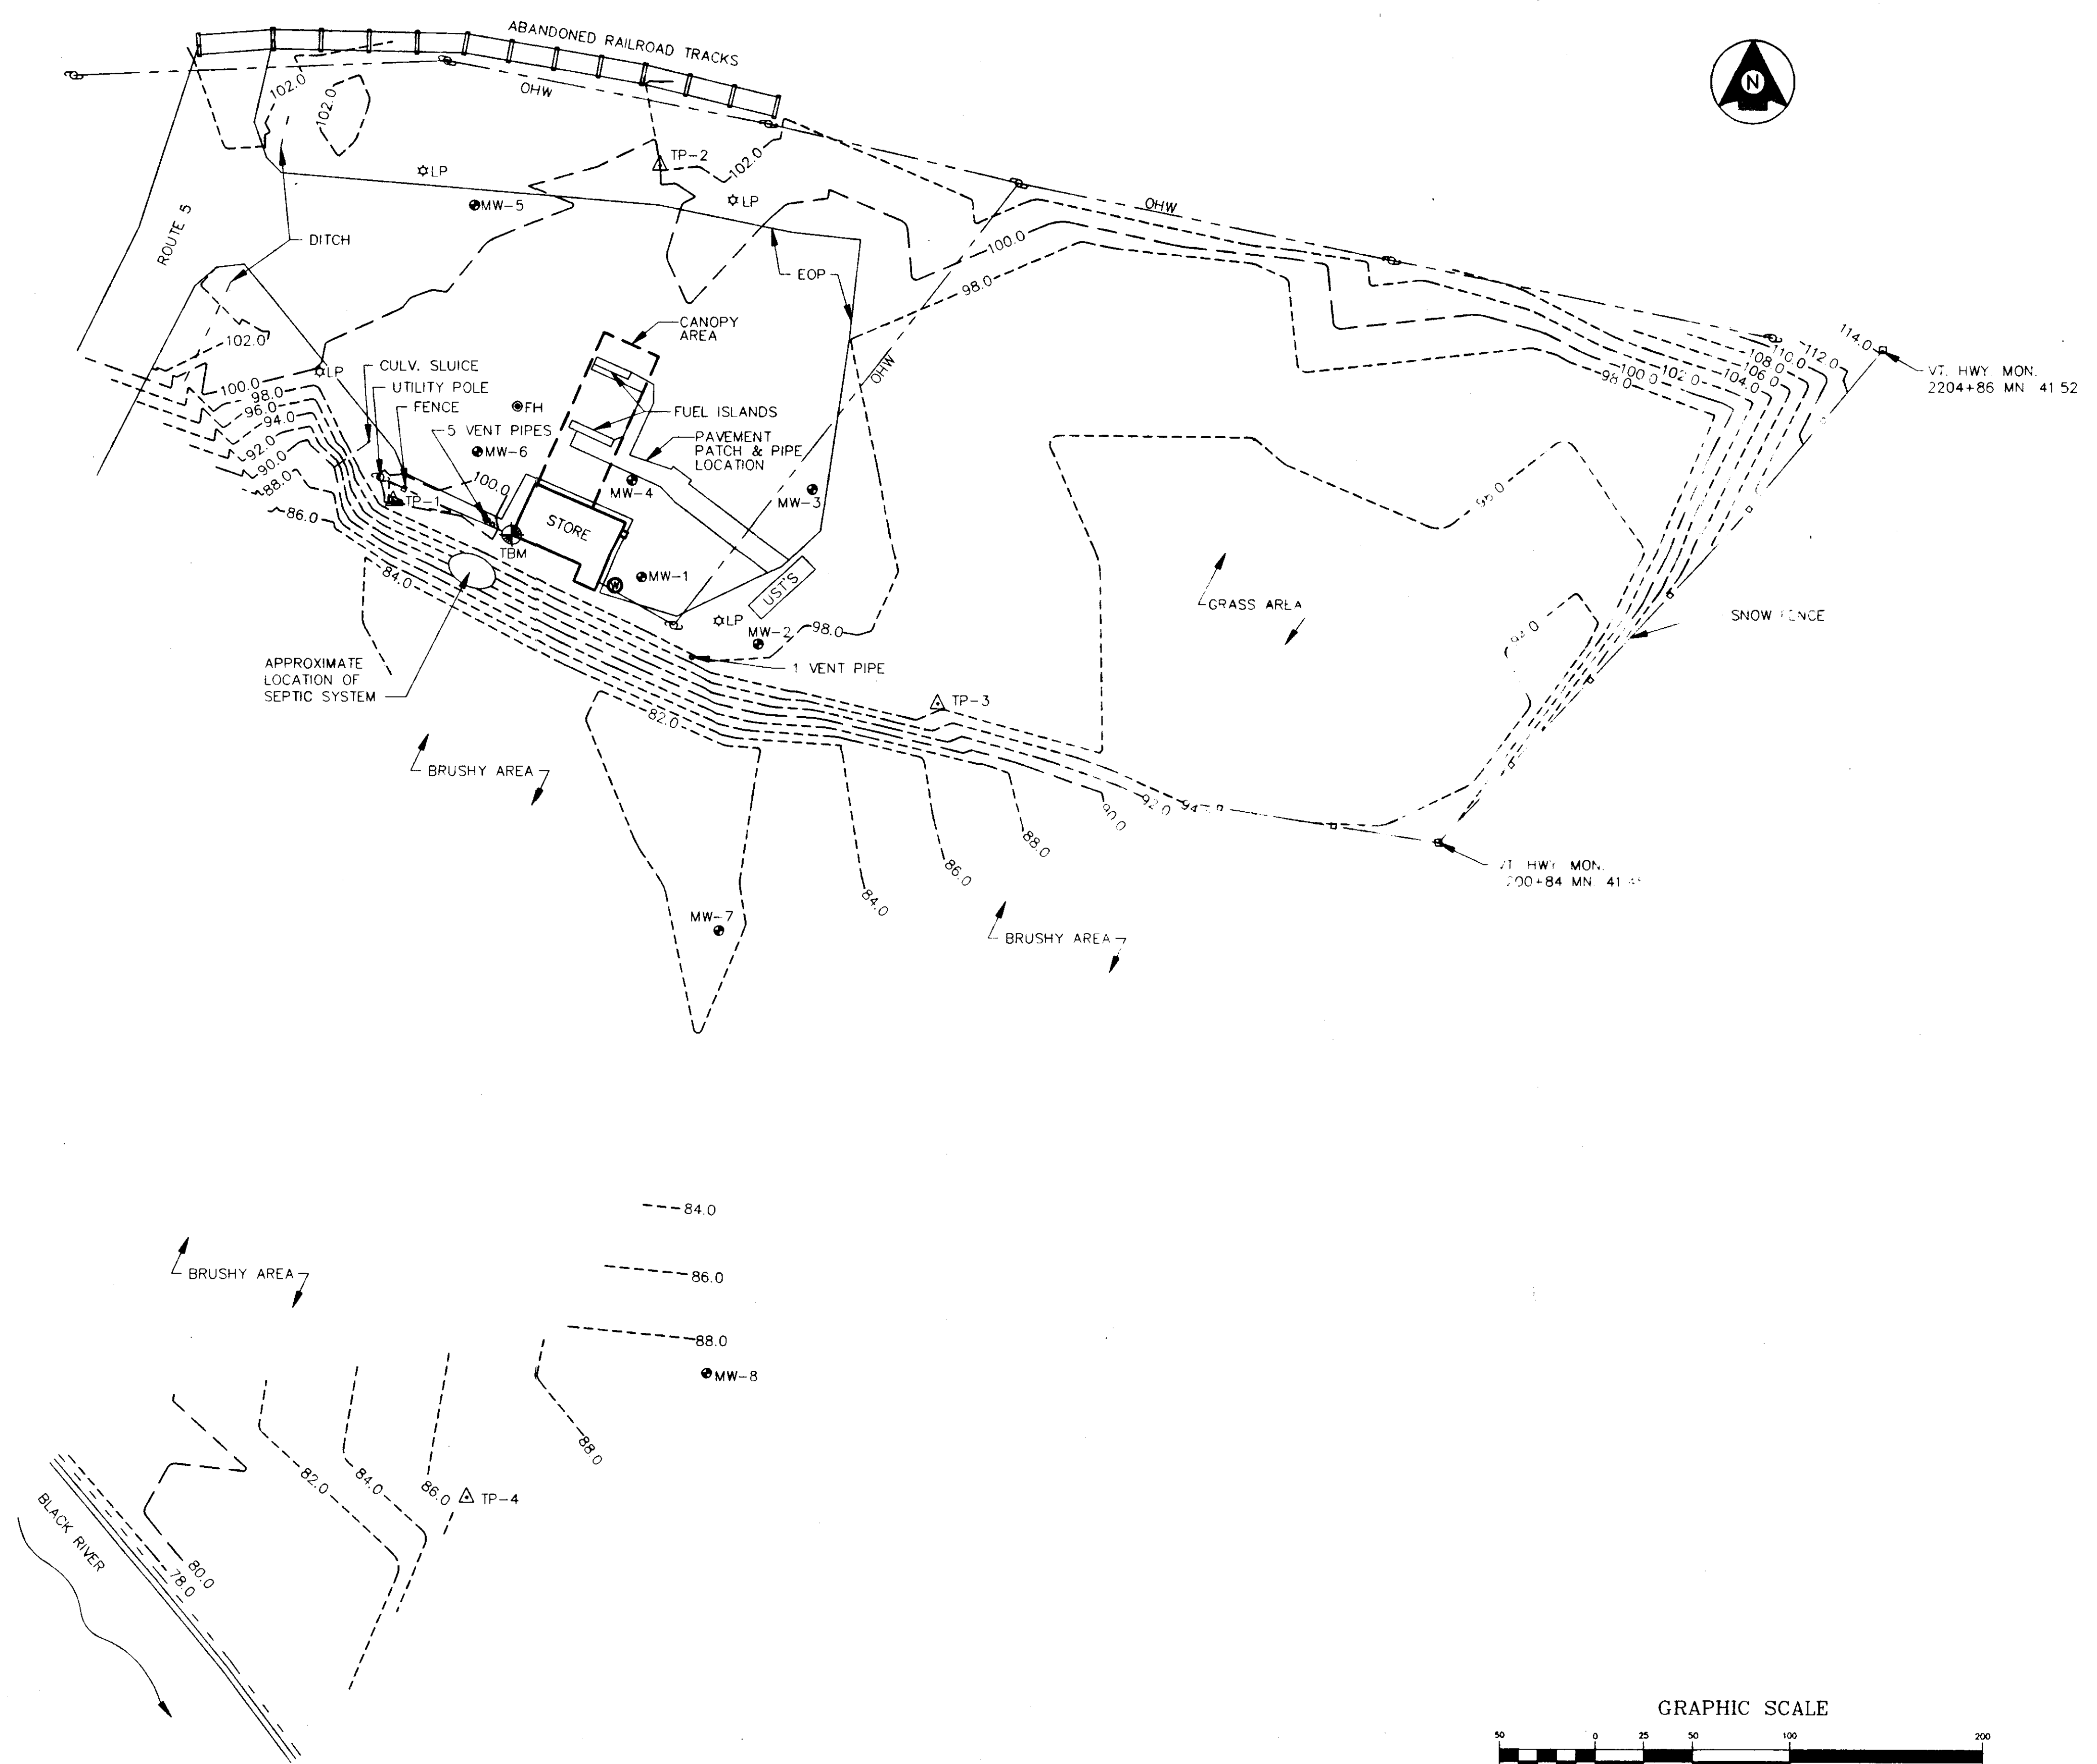 ABANDONED RAILROAD TRACKS
OHW
N
102.0
102.0
TP-2
102.0
LP
LP
MW-5
OHW
ROUTE 5
DITCH
100.0
EOP
98.0
CANOPY
AREA
114.0
112.0
110.0
108.0
106.0
104.0
102.0
100.0
98.0
VT. HWY. MON.
2204+86 MN 41 52
102.0
CULV. SLUICE
LP
UTILITY POLE
OHW
100.0
98.0
96.0
94.0
92.0
90.0
88.0
86.0
FENCE
FH
FUEL ISLANDS
5 VENT PIPES
PAVEMENT
PATCH & PIPE
LOCATION
MW-6
100.0
MW-4
MW-3
TP-1
STORE
TBM
W
MW-1
UST'S
84.0
LP
MW-2
98.0
GRASS AREA
SNOW FENCE
1 VENT PIPE
APPROXIMATE
LOCATION OF
SEPTIC SYSTEM
82.0
TP-3
BRUSHY AREA
90.0
92.0
88.0
86.0
84.0
HWY MON.
MW-7
BRUSHY AREA
84.0
BRUSHY AREA
86.0
88.0
MW-8
88.0
82.0
84.0
86.0
TP-4
BLACK RIVER
80.0
78.0
GRAPHIC SCALE
50 0 25 50 100 200